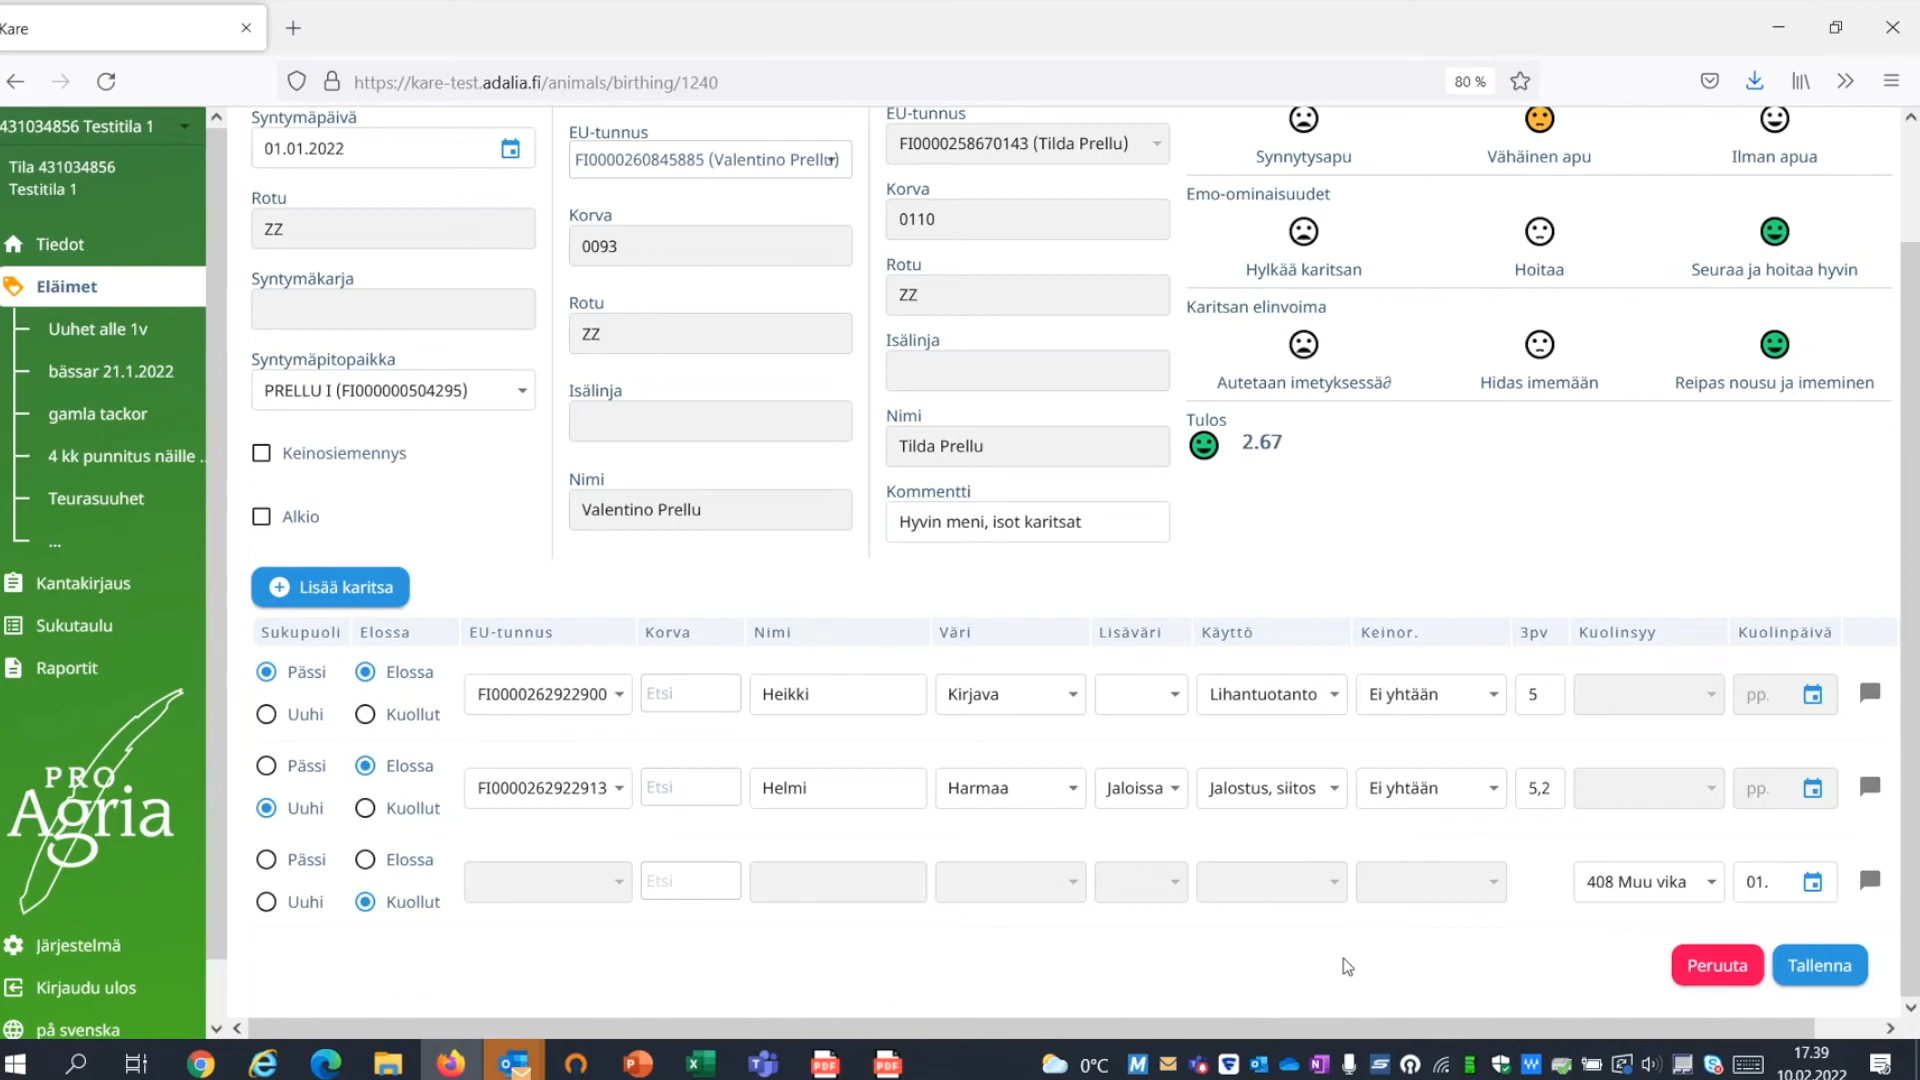 Kare
https://kare-test.adalia.fi/animals/birthing/1240
80 %
431034856 Testitila 1
Tila 431034856
Testitila 1
Tiedot
Eläimet
Uuhet alle 1v
bässar 21.1.2022
gamla tackor
4 kk punnitus näille ..
Teurasuuhet
...
Kantakirjaus
Sukutaulu
Raportit
PRO
Agria
Järjestelmä
Kirjaudu ulos
på svenska
Syntymäpäivä
01.01.2022
Rotu
ZZ
Syntymäkarja
Syntymäpitopaikka
PRELLU I (FI000000504295)
Keinosiemennys
Alkio
EU-tunnus
FI0000260845885 (Valentino Prellu)
Korva
0093
Rotu
ZZ
Isälinja
Nimi
Valentino Prellu
EU-tunnus
FI0000258670143 (Tilda Prellu)
Korva
0110
Rotu
ZZ
Isälinja
Nimi
Tilda Prellu
Kommentti
Hyvin meni, isot karitsat
Synnytysapu Vähäinen apu Ilman apua
Emo-ominaisuudet
Hylkää karitsan Hoitaa Seuraa ja hoitaa hyvin
Karitsan elinvoima
Autetaan imetyksessä∂ Hidas imemään Reipas nousu ja imeminen
Tulos
2.67
Lisää karitsa
Sukupuoli Elossa EU-tunnus Korva Nimi Väri Lisäväri Käyttö Keinor. 3pv Kuolinsyy Kuolinpäivä
Pässi Elossa
FI0000262922900 Etsi Heikki Kirjava Lihantuotanto Ei yhtään 5 pp.
Uuhi Kuollut
Pässi Elossa
FI0000262922913 Etsi Helmi Harmaa Jaloissa Jalostus, siitos Ei yhtään 5,2 pp.
Uuhi Kuollut
Pässi Elossa
Etsi 408 Muu vika 01.
Uuhi Kuollut
Peruuta Tallenna
0°C
17.39
10.02.2022